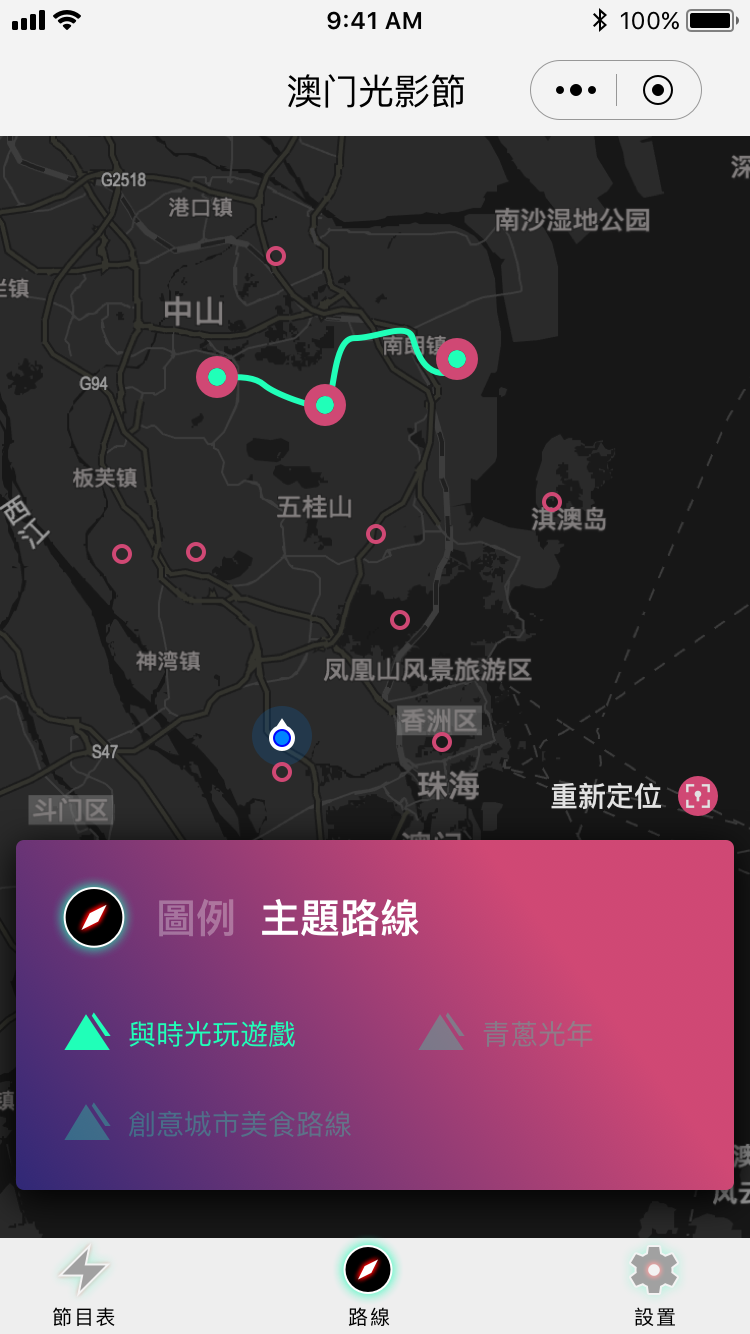 9:41 AM
100%
澳门光影節
深
G2518
港口镇
南沙湿地公园
镇
中山
南朗镇
G94
板芙镇
五桂山
淇澳岛
西江
神湾镇
凤凰山风景旅游区
香洲区
S47
珠海
重新定位
斗门区
澳门
圖例 主題路線
與時光玩遊戲 青蔥光年
創意城市美食路線
镇
澳
风云
節目表 路線 設置